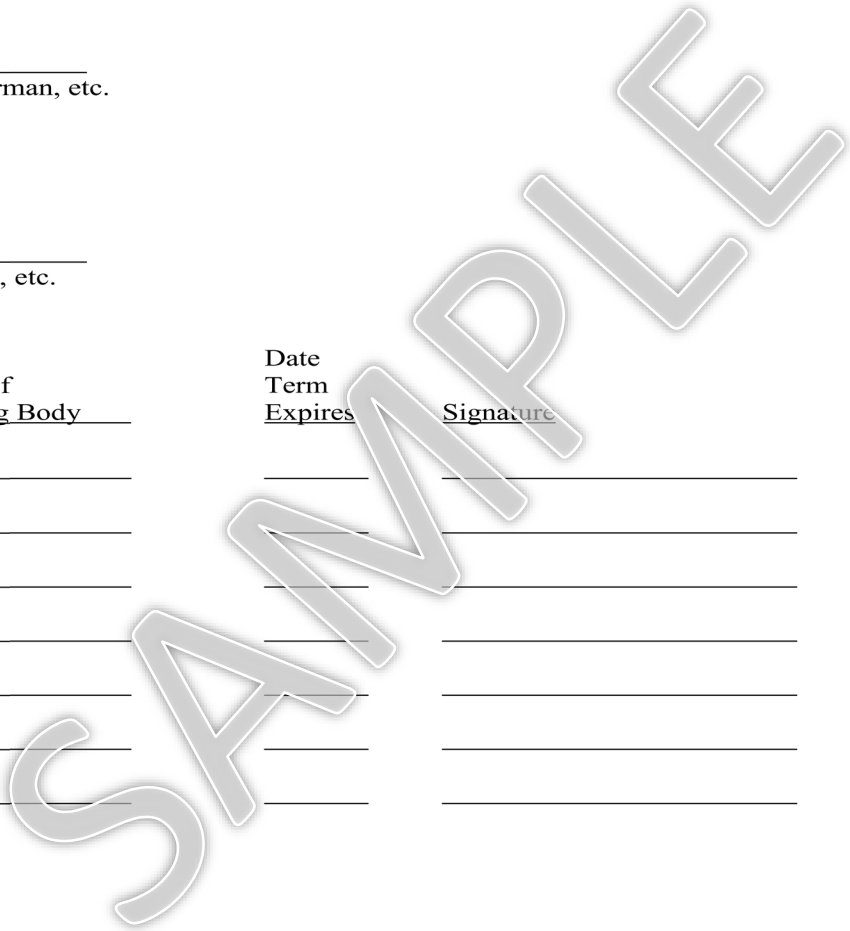 rman, etc.
, etc.
Date
f Term
g Body Expires Signature
SAMPLE